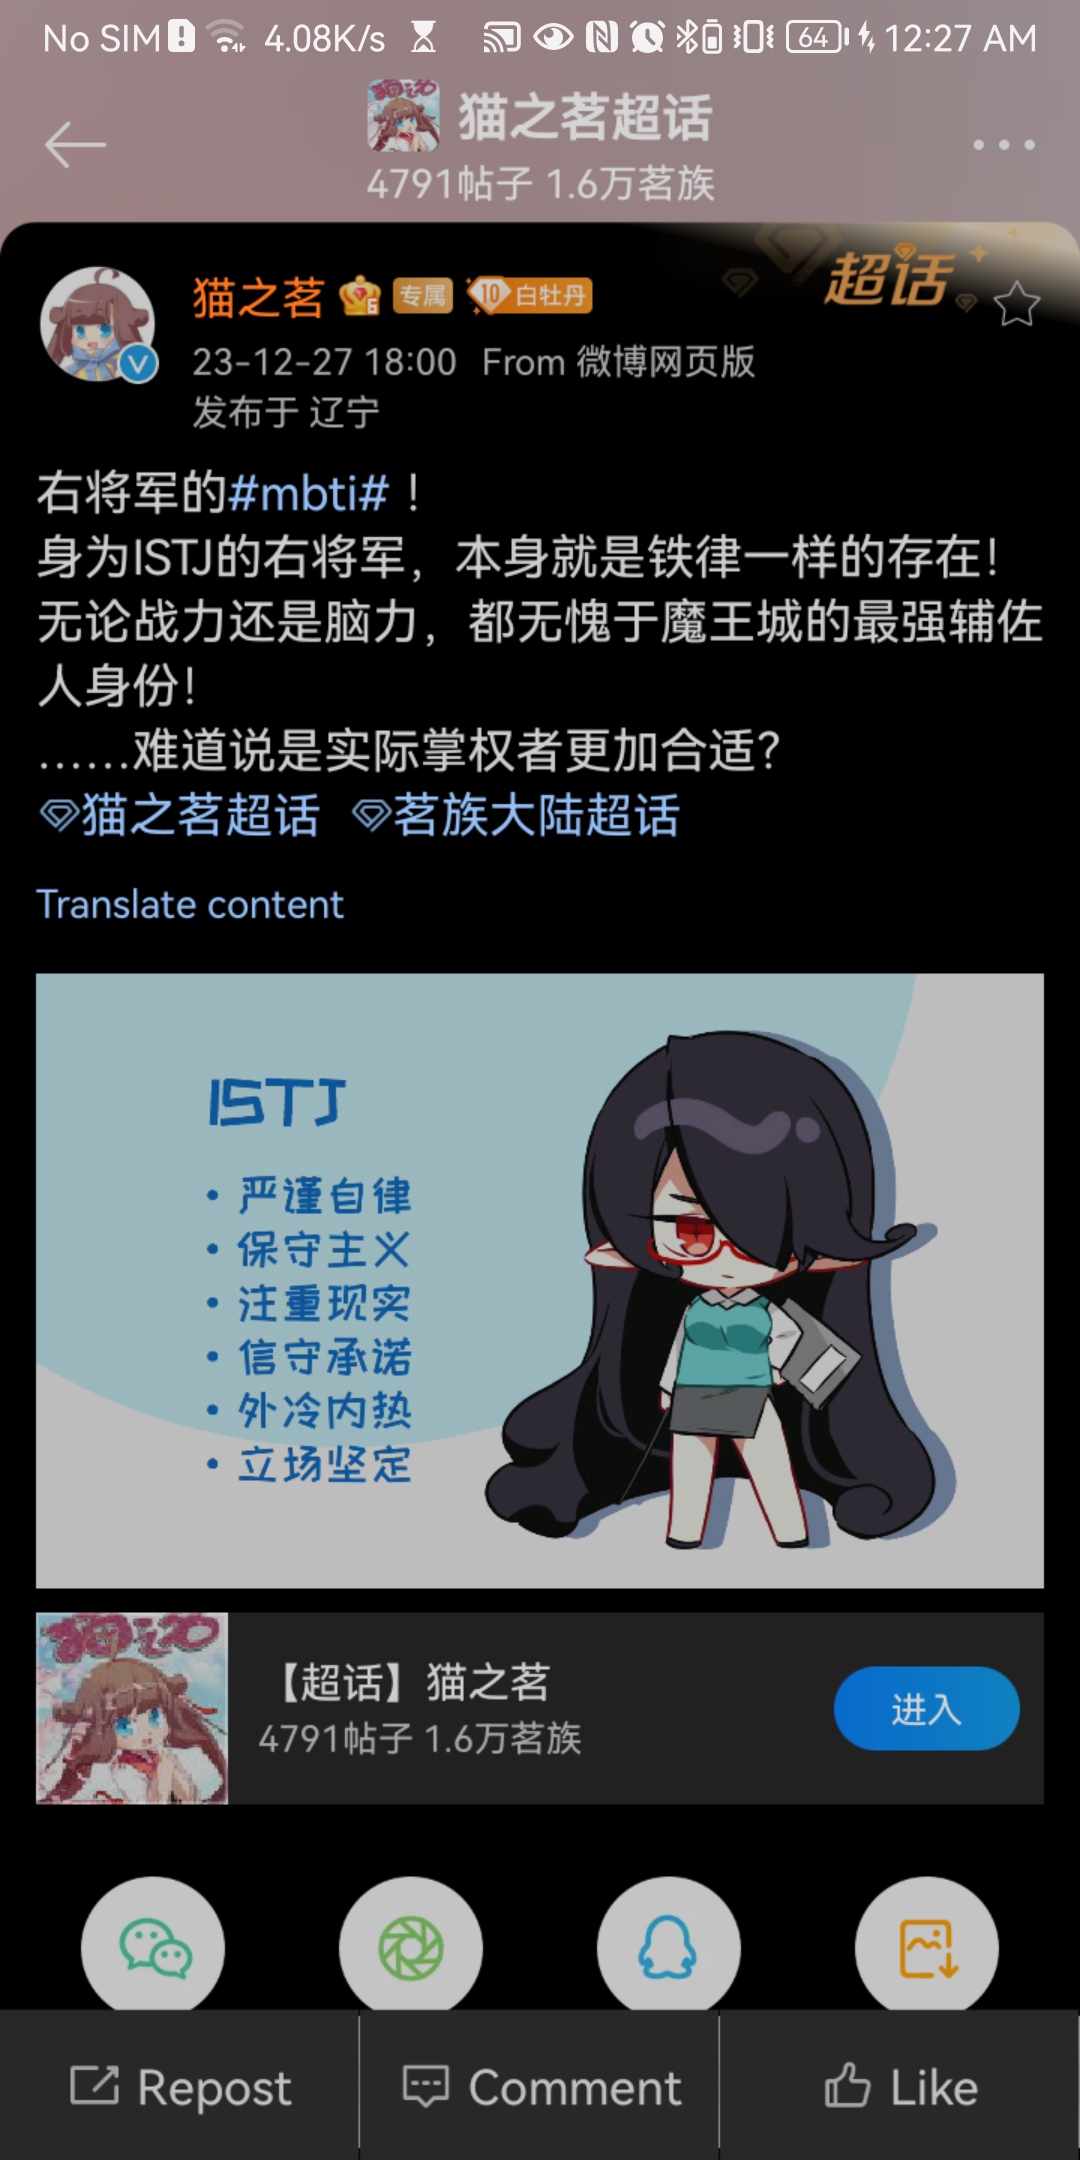 No SIM 4.08K/s 64 12:27 AM
猫之茗超话
4791帖子 1.6万茗族
猫之茗 6 专属 10 白牡丹
超话
23-12-27 18:00 From 微博网页版
发布于 辽宁
右将军的#mbti#！
身为ISTJ的右将军，本身就是铁律一样的存在！
无论战力还是脑力，都无愧于魔王城的最强辅佐
人身份！
……难道说是实际掌权者更加合适？
猫之茗超话 茗族大陆超话
Translate content
ISTJ
• 严谨自律
• 保守主义
• 注重现实
• 信守承诺
• 外冷内热
• 立场坚定
猫之茗
【超话】猫之茗
4791帖子 1.6万茗族
进入
Repost Comment Like